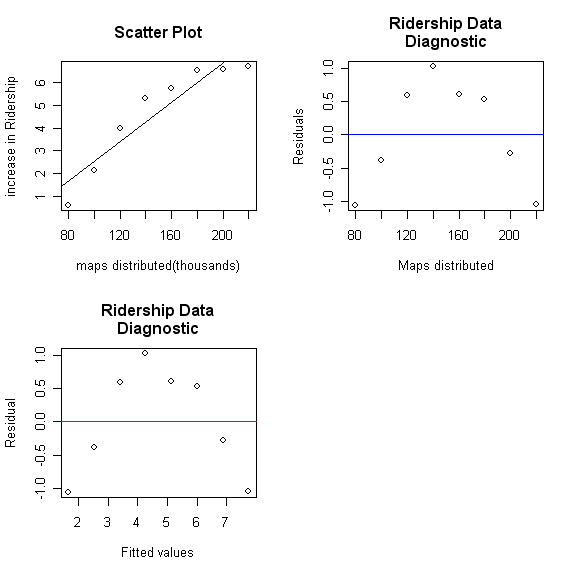 Scatter Plot
increase in Ridership
6
5
4
3
2
1
80 120 160 200
maps distributed(thousands)
Ridership Data
Diagnostic
Residuals
1.0
0.5
0.0
-0.5
-1.0
80 120 160 200
Maps distributed
Ridership Data
Diagnostic
Residual
1.0
0.5
0.0
-0.5
-1.0
2 3 4 5 6 7
Fitted values